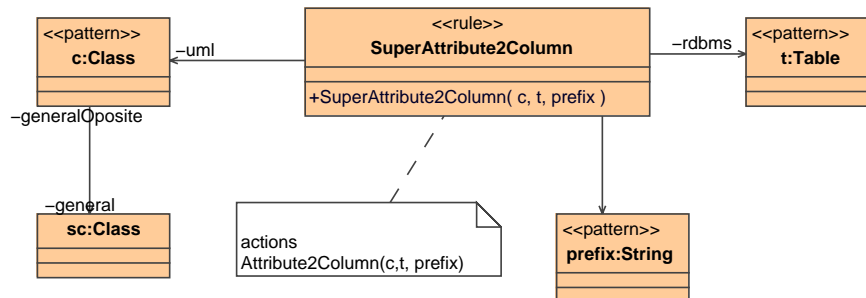 <<pattern>>
c:Class
–uml
<<rule>>
SuperAttribute2Column
+SuperAttribute2Column( c, t, prefix )
–rdbms
<<pattern>>
t:Table
–generalOposite
–general
sc:Class
actions
Attribute2Column(c,t, prefix)
<<pattern>>
prefix:String